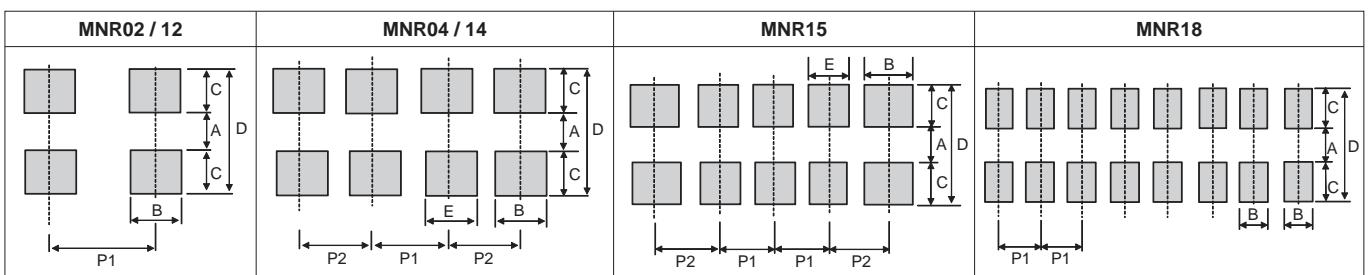 MNR02 / 12
MNR04 / 14
MNR15
MNR18
C
A D
C
B
P1
C
A D
C
E B
P2 P1 P2
E B
C
A D
C
P2 P1 P1 P2
C
A D
C
B B
P1 P1